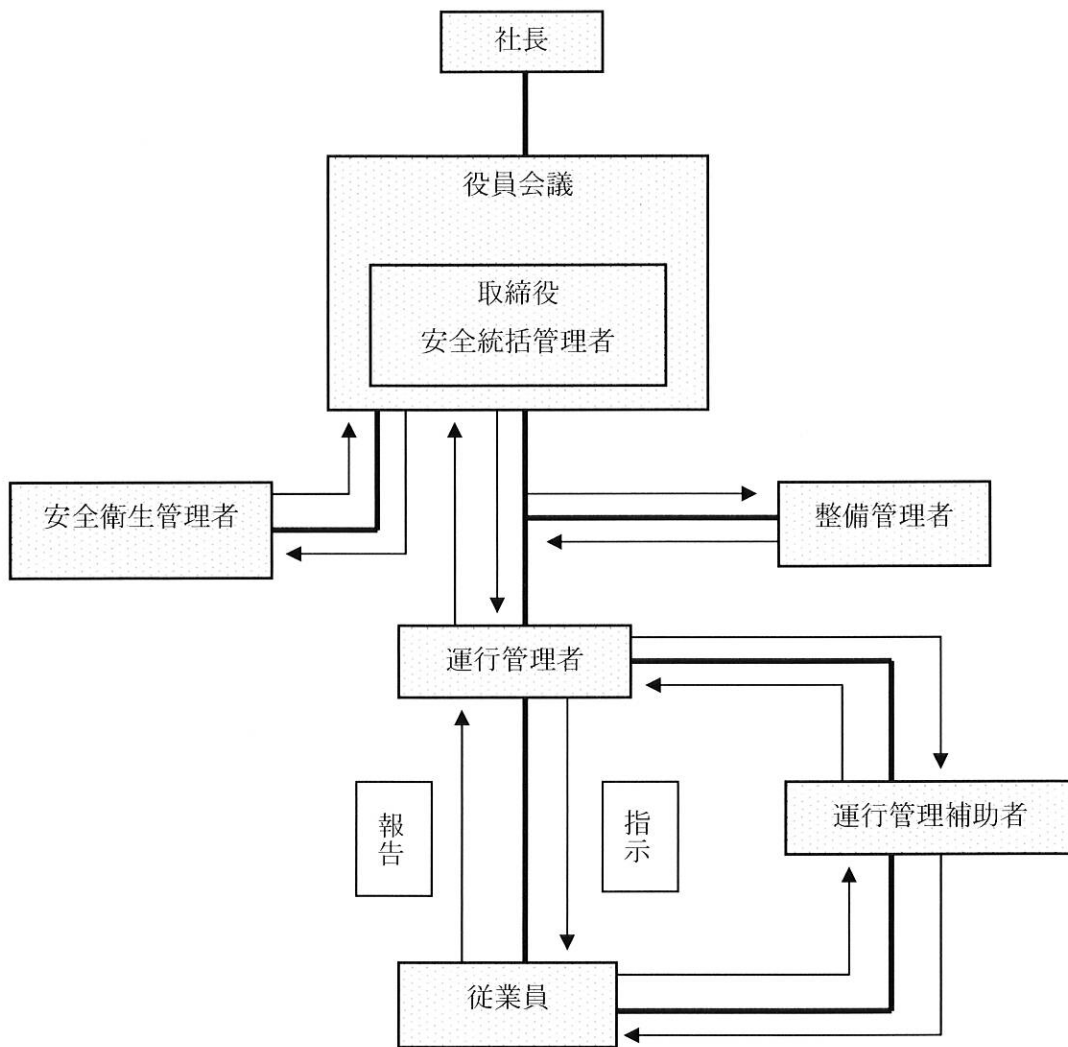 社長
役員会議
取締役
安全統括管理者
安全衛生管理者
整備管理者
運行管理者
報告
指示
運行管理補助者
従業員